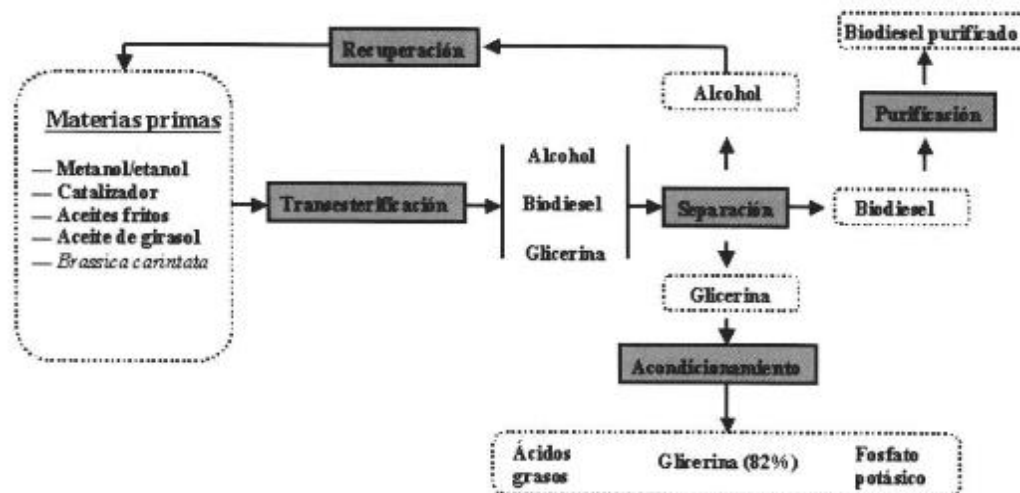 Recuperación
Alcohol
Biodiesel purificado
Purificación
Materias primas
— Metanol/etanol
— Catalizador
— Aceites fritos
— Aceite de girasol
— Brassica carintata
Transesterificación
Alcohol
Biodiesel
Glicerina
Separación
Biodiesel
Glicerina
Acondicionamiento
Ácidos
grasos
Glicerina (82%)
Fosfato
potásico